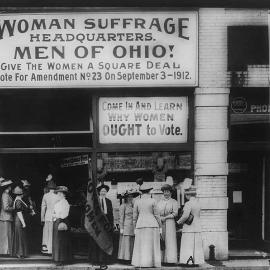 WOMAN SUFFRAGE
HEADQUARTERS.
MEN OF OHIO!
GIVE THE WOMEN A SQUARE DEAL
Vote For Amendment No 23 On September 3-1912.
COME IN AND LEARN
WHY WOMEN
OUGHT to Vote.
PHO
A